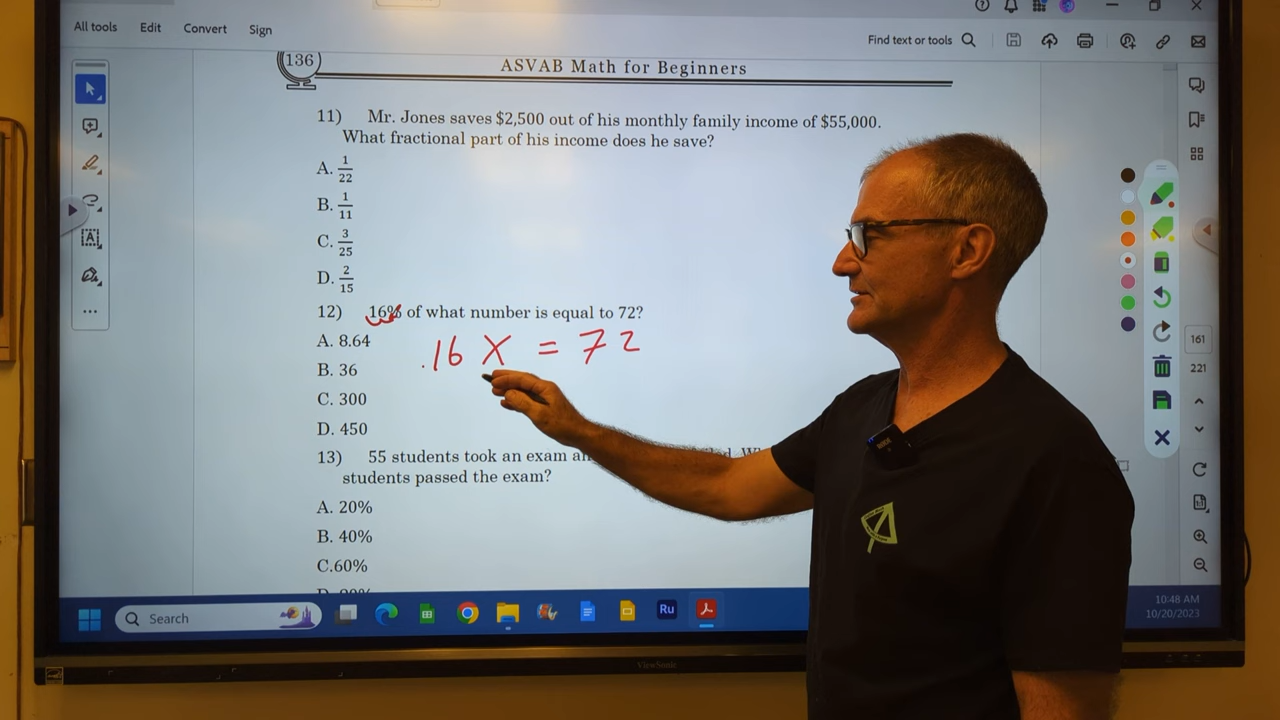 All tools Edit Convert Sign
Find text or tools
136 ASVAB Math for Beginners
11) Mr. Jones saves $2,500 out of his monthly family income of $55,000.
What fractional part of his income does he save?
A. 1/22
B. 1/11
C. 3/25
D. 2/15
12) 16% of what number is equal to 72?
A. 8.64
.16 X = 72
B. 36
C. 300
D. 450
13) 55 students took an exam
students passed the exam?
A. 20%
B. 40%
C.60%
161
221
Search
Ru
10:48 AM
10/20/2023
ViewSonic